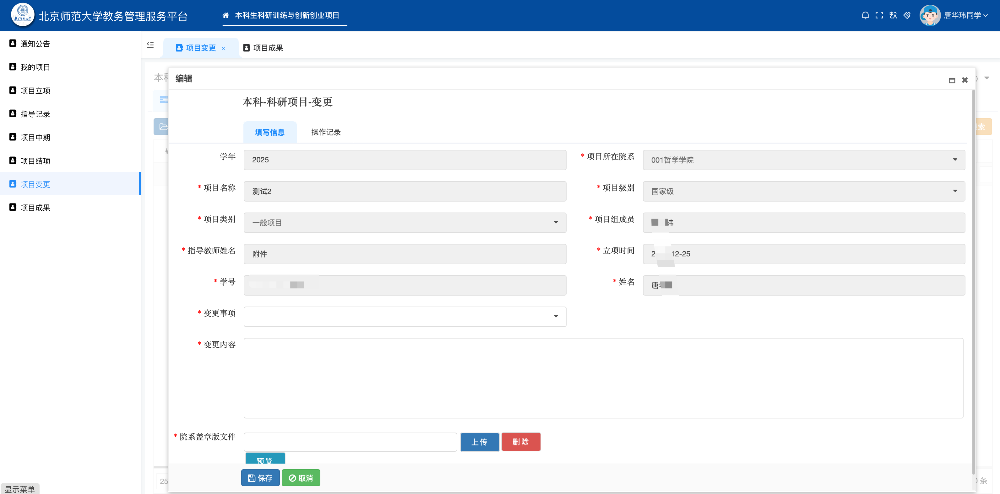 北京师范大学教务管理服务平台
本科生科研训练与创新创业项目
唐华玮同学
通知公告
我的项目
项目立项
指导记录
项目中期
项目结项
项目变更
项目成果
显示菜单
项目变更 ×
项目成果
本科
编辑
本科-科研项目-变更
填写信息
操作记录
#
索
学年
2025
* 项目所在院系
001哲学学院
* 项目名称
测试2
* 项目级别
国家级
* 项目类别
一般项目
* 项目组成员
玮
* 指导教师姓名
附件
* 立项时间
2 12-25
* 学号
* 姓名
唐
* 变更事项
* 变更内容
* 院系盖章版文件
上传
删除
预览
保存
取消
25
条